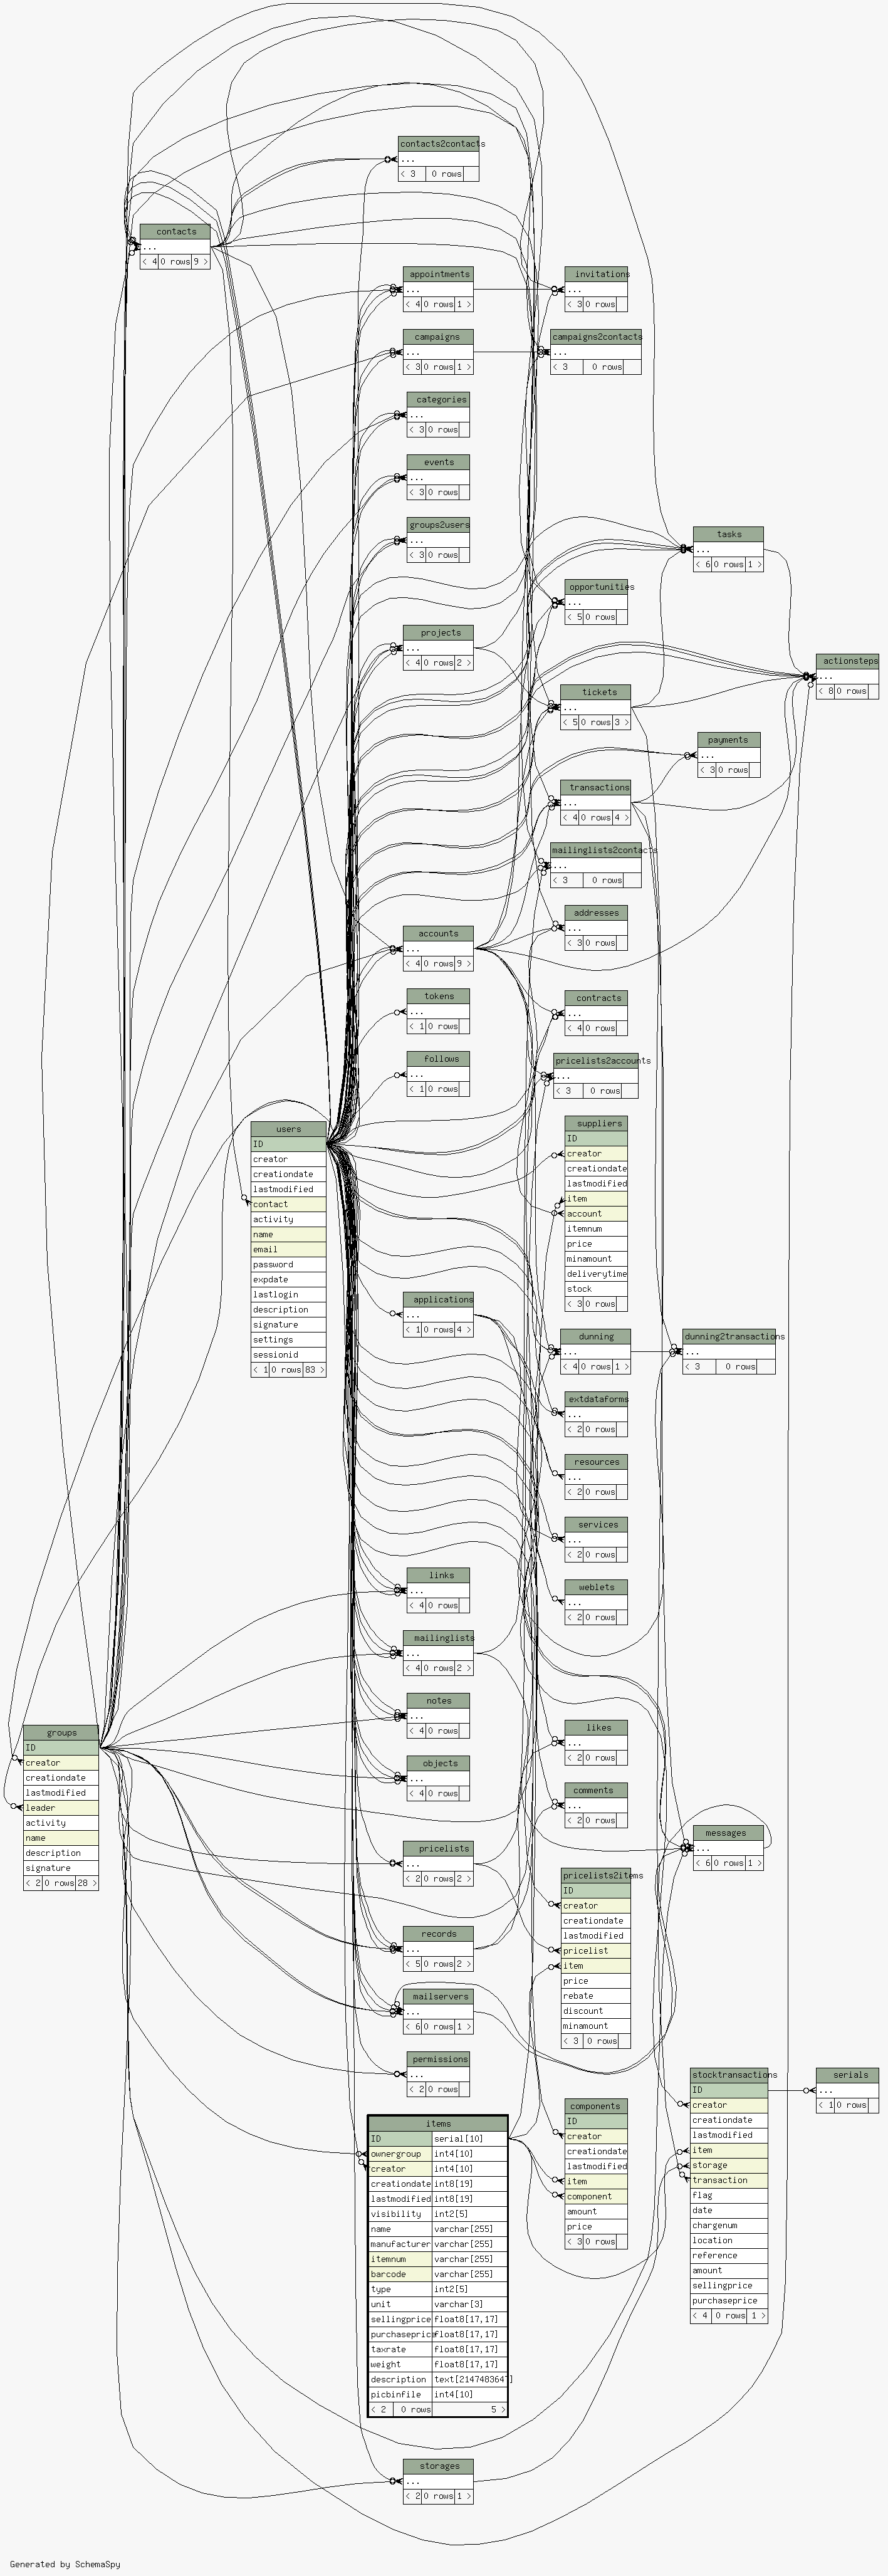 contacts2contacts
...
< 3 0 rows
contacts
...
< 4 0 rows 9 >
appointments
...
< 4 0 rows 1 >
invitations
...
< 3 0 rows
campaigns
...
< 3 0 rows 1 >
campaigns2contacts
...
< 3 0 rows
categories
...
< 3 0 rows
events
...
< 3 0 rows
groups2users
...
< 3 0 rows
tasks
...
< 6 0 rows 1 >
opportunities
...
< 5 0 rows
projects
...
< 4 0 rows 2 >
actionsteps
...
< 8 0 rows
tickets
...
< 5 0 rows 3 >
payments
...
< 3 0 rows
transactions
...
< 4 0 rows 4 >
mailinglists2contacts
...
< 3 0 rows
addresses
...
< 3 0 rows
accounts
...
< 4 0 rows 9 >
tokens
...
< 1 0 rows
contracts
...
< 4 0 rows
follows
...
< 1 0 rows
pricelists2accounts
...
< 3 0 rows
users
ID
creator
creationdate
lastmodified
contact
activity
name
email
password
expdate
lastlogin
description
signature
settings
sessionid
< 1 0 rows 83 >
suppliers
ID
creator
creationdate
lastmodified
item
account
itemnum
price
minamount
deliverytime
stock
< 3 0 rows
applications
...
< 1 0 rows 4 >
dunning
...
< 4 0 rows 1 >
dunning2transactions
...
< 3 0 rows
extdataforms
...
< 2 0 rows
resources
...
< 2 0 rows
services
...
< 2 0 rows
links
...
< 4 0 rows
weblets
...
< 2 0 rows
mailinglists
...
< 4 0 rows 2 >
notes
...
< 4 0 rows
groups
ID
creator
creationdate
lastmodified
leader
activity
name
description
signature
< 2 0 rows 28 >
likes
...
< 2 0 rows
objects
...
< 4 0 rows
comments
...
< 2 0 rows
messages
...
< 6 0 rows 1 >
pricelists
...
< 2 0 rows 2 >
pricelists2items
ID
creator
creationdate
lastmodified
pricelist
item
price
rebate
discount
minamount
< 3 0 rows
records
...
< 5 0 rows 2 >
mailservers
...
< 6 0 rows 1 >
permissions
...
< 2 0 rows
stocktransactions
ID
creator
creationdate
lastmodified
item
storage
transaction
flag
date
chargenum
location
reference
amount
sellingprice
purchaseprice
< 4 0 rows 1 >
serials
...
< 1 0 rows
components
ID
creator
creationdate
lastmodified
item
component
amount
price
< 3 0 rows
items
ID serial[10]
ownergroup int4[10]
creator int4[10]
creationdate int8[19]
lastmodified int8[19]
visibility int2[5]
name varchar[255]
manufacturer varchar[255]
itemnum varchar[255]
barcode varchar[255]
type int2[5]
unit varchar[3]
sellingprice float8[17,17]
purchaseprice float8[17,17]
taxrate float8[17,17]
weight float8[17,17]
description text[2147483647]
picbinfile int4[10]
< 2 0 rows 5 >
storages
...
< 2 0 rows 1 >
Generated by SchemaSpy